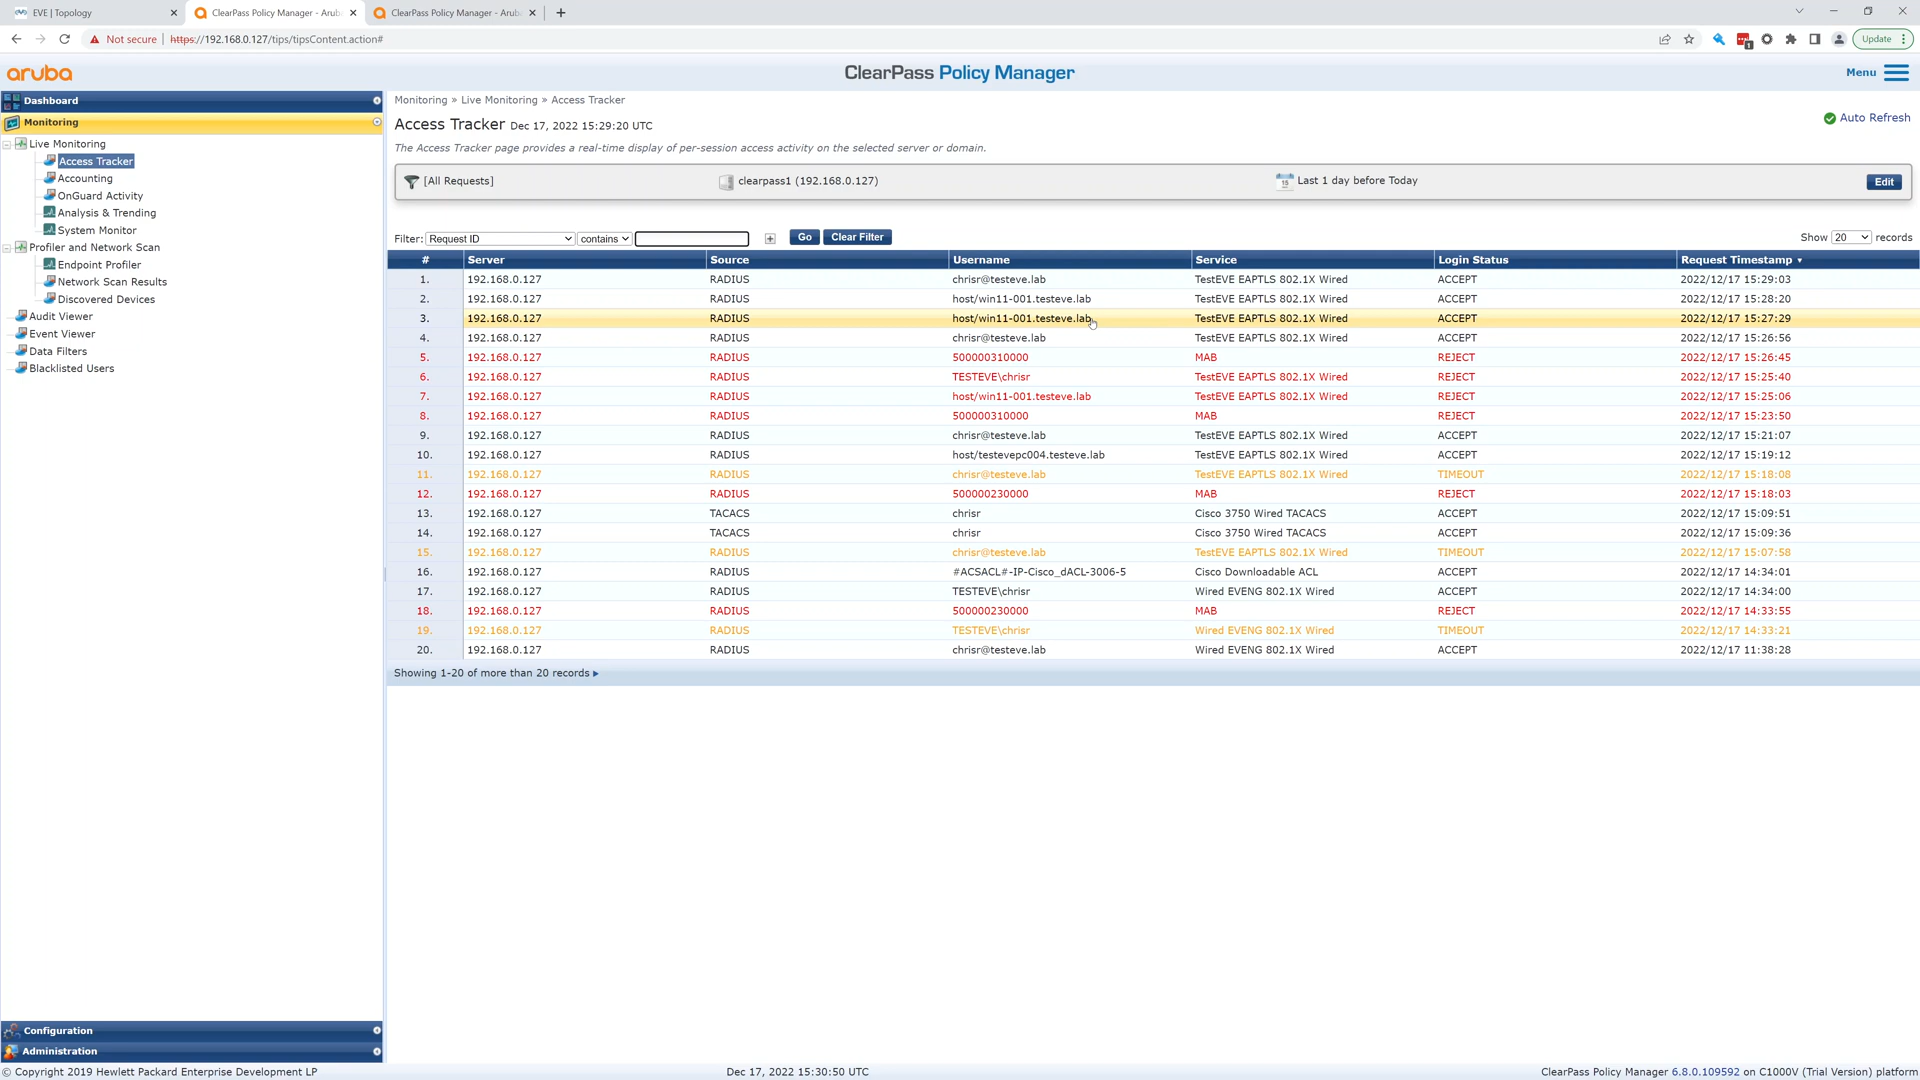 EVE | Topology
ClearPass Policy Manager - Arub
ClearPass Policy Manager - Arub
Not secure | https://192.168.0.127/tips/tipsContent.action#
Update
aruba
ClearPass Policy Manager
Menu
Dashboard
Monitoring
Live Monitoring
Access Tracker
Accounting
OnGuard Activity
Analysis & Trending
System Monitor
Profiler and Network Scan
Endpoint Profiler
Network Scan Results
Discovered Devices
Audit Viewer
Event Viewer
Data Filters
Blacklisted Users
Configuration
Administration
Monitoring » Live Monitoring » Access Tracker
Access Tracker Dec 17, 2022 15:29:20 UTC
Auto Refresh
The Access Tracker page provides a real-time display of per-session access activity on the selected server or domain.
[All Requests] clearpass1 (192.168.0.127) Last 1 day before Today Edit
Filter: Request ID contains Go Clear Filter Show 20 records
# Server Source Username Service Login Status Request Timestamp ▼
1. 192.168.0.127 RADIUS chrisr@testeve.lab TestEVE EAPTLS 802.1X Wired ACCEPT 2022/12/17 15:29:03
2. 192.168.0.127 RADIUS host/win11-001.testeve.lab TestEVE EAPTLS 802.1X Wired ACCEPT 2022/12/17 15:28:20
3. 192.168.0.127 RADIUS host/win11-001.testeve.lab TestEVE EAPTLS 802.1X Wired ACCEPT 2022/12/17 15:27:29
4. 192.168.0.127 RADIUS chrisr@testeve.lab TestEVE EAPTLS 802.1X Wired ACCEPT 2022/12/17 15:26:56
5. 192.168.0.127 RADIUS 500000310000 MAB REJECT 2022/12/17 15:26:45
6. 192.168.0.127 RADIUS TESTEVE\chrisr TestEVE EAPTLS 802.1X Wired REJECT 2022/12/17 15:25:40
7. 192.168.0.127 RADIUS host/win11-001.testeve.lab TestEVE EAPTLS 802.1X Wired REJECT 2022/12/17 15:25:06
8. 192.168.0.127 RADIUS 500000310000 MAB REJECT 2022/12/17 15:23:50
9. 192.168.0.127 RADIUS chrisr@testeve.lab TestEVE EAPTLS 802.1X Wired ACCEPT 2022/12/17 15:21:07
10. 192.168.0.127 RADIUS host/testevepc004.testeve.lab TestEVE EAPTLS 802.1X Wired ACCEPT 2022/12/17 15:19:12
11. 192.168.0.127 RADIUS chrisr@testeve.lab TestEVE EAPTLS 802.1X Wired TIMEOUT 2022/12/17 15:18:08
12. 192.168.0.127 RADIUS 500000230000 MAB REJECT 2022/12/17 15:18:03
13. 192.168.0.127 TACACS chrisr Cisco 3750 Wired TACACS ACCEPT 2022/12/17 15:09:51
14. 192.168.0.127 TACACS chrisr Cisco 3750 Wired TACACS ACCEPT 2022/12/17 15:09:36
15. 192.168.0.127 RADIUS chrisr@testeve.lab TestEVE EAPTLS 802.1X Wired TIMEOUT 2022/12/17 15:07:58
16. 192.168.0.127 RADIUS #ACSACL#-IP-Cisco_dACL-3006-5 Cisco Downloadable ACL ACCEPT 2022/12/17 14:34:01
17. 192.168.0.127 RADIUS TESTEVE\chrisr Wired EVENG 802.1X Wired ACCEPT 2022/12/17 14:34:00
18. 192.168.0.127 RADIUS 500000230000 MAB REJECT 2022/12/17 14:33:55
19. 192.168.0.127 RADIUS TESTEVE\chrisr Wired EVENG 802.1X Wired TIMEOUT 2022/12/17 14:33:21
20. 192.168.0.127 RADIUS chrisr@testeve.lab Wired EVENG 802.1X Wired ACCEPT 2022/12/17 11:38:28
Showing 1-20 of more than 20 records ▶
© Copyright 2019 Hewlett Packard Enterprise Development LP Dec 17, 2022 15:30:50 UTC ClearPass Policy Manager 6.8.0.109592 on C1000V (Trial Version) platform